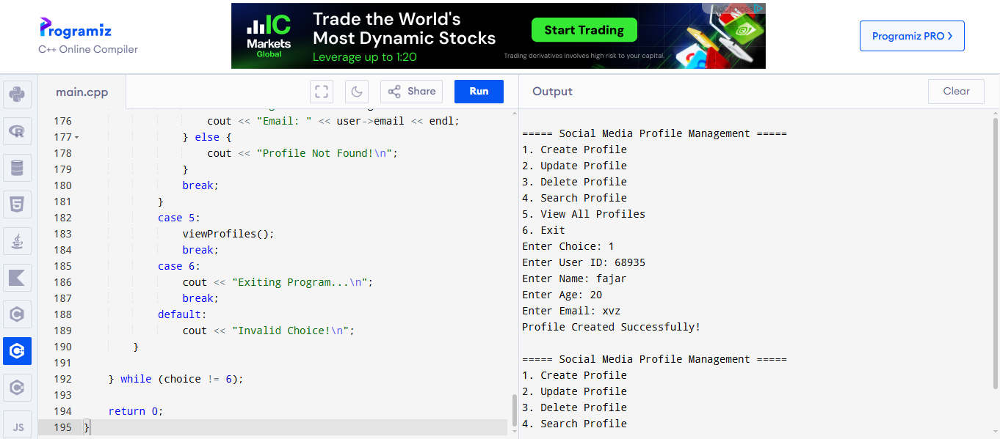 Programiz
C++ Online Compiler
IC
Markets
Global
Trade the World's
Most Dynamic Stocks
Leverage up to 1:20
Start Trading
Trading derivatives involves high risk to your capital.
AdChoices
Programiz PRO >
main.cpp
Share
Run
Output
Clear
176 cout << "Email: " << user->email << endl;
177 } else {
178 cout << "Profile Not Found!\n";
179 }
180 break;
181 }
182 case 5:
183 viewProfiles();
184 break;
185 case 6:
186 cout << "Exiting Program...\n";
187 break;
188 default:
189 cout << "Invalid Choice!\n";
190 }
191
192 } while (choice != 6);
193
194 return 0;
195 }
===== Social Media Profile Management =====
1. Create Profile
2. Update Profile
3. Delete Profile
4. Search Profile
5. View All Profiles
6. Exit
Enter Choice: 1
Enter User ID: 68935
Enter Name: fajar
Enter Age: 20
Enter Email: xvz
Profile Created Successfully!
===== Social Media Profile Management =====
1. Create Profile
2. Update Profile
3. Delete Profile
4. Search Profile
R
5
C
C
C
JS